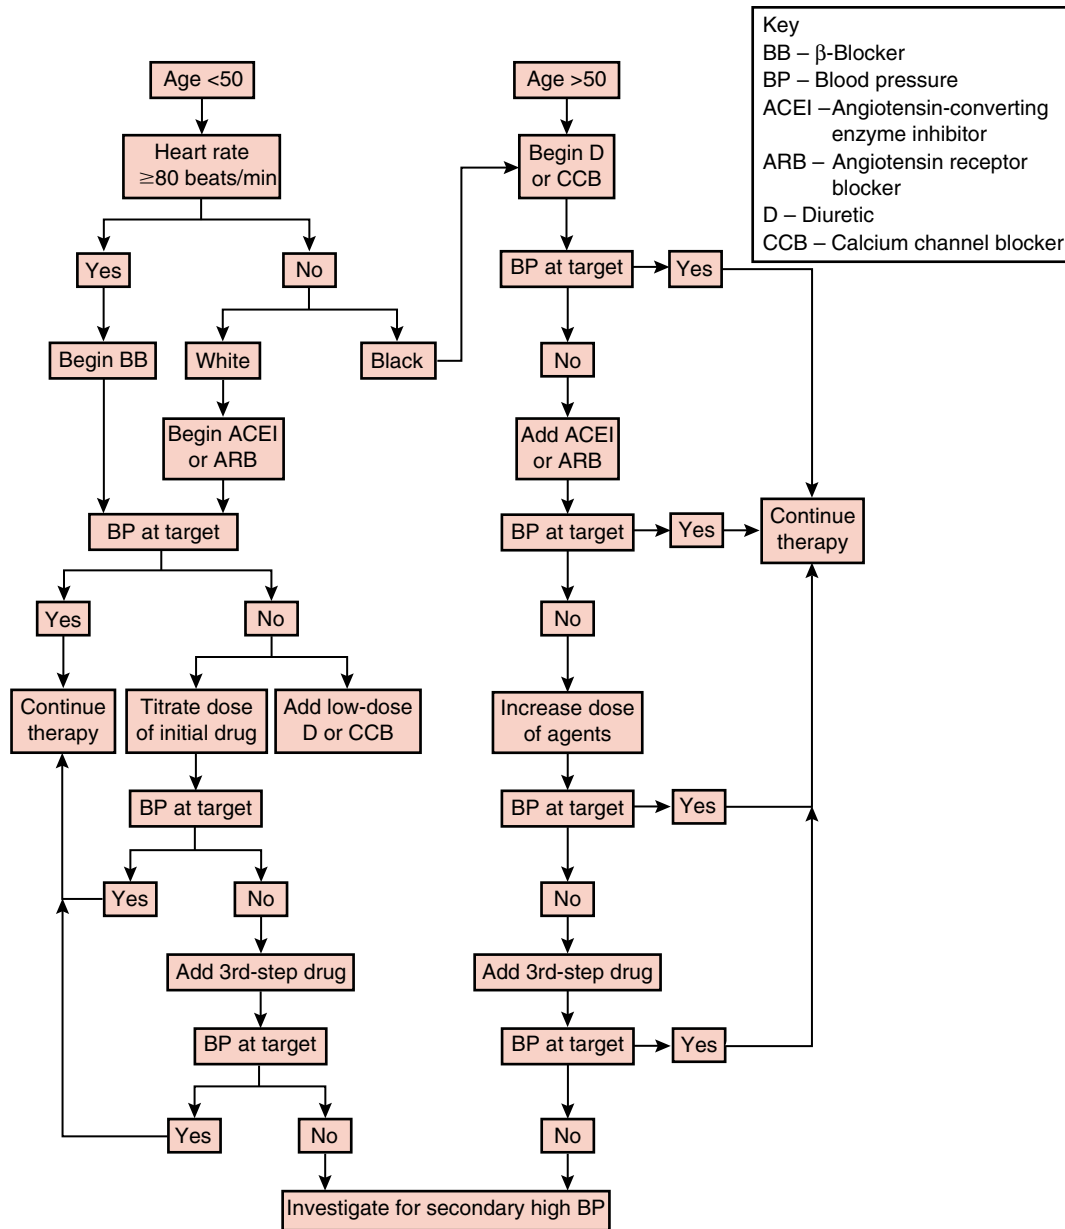 Key
BB – β-Blocker
BP – Blood pressure
ACEI –Angiotensin-converting
enzyme inhibitor
ARB – Angiotensin receptor
blocker
D – Diuretic
CCB – Calcium channel blocker
Age <50
Heart rate
≥80 beats/min
Yes
No
Begin BB
White
Black
Begin ACEI
or ARB
BP at target
Yes
No
Continue
therapy
Titrate dose
of initial drug
Add low-dose
D or CCB
BP at target
Yes
No
Add 3rd-step drug
BP at target
Yes
No
Age >50
Begin D
or CCB
BP at target
Yes
No
Add ACEI
or ARB
BP at target
Yes
Continue
therapy
No
Increase dose
of agents
BP at target
Yes
No
Add 3rd-step drug
BP at target
Yes
No
Investigate for secondary high BP